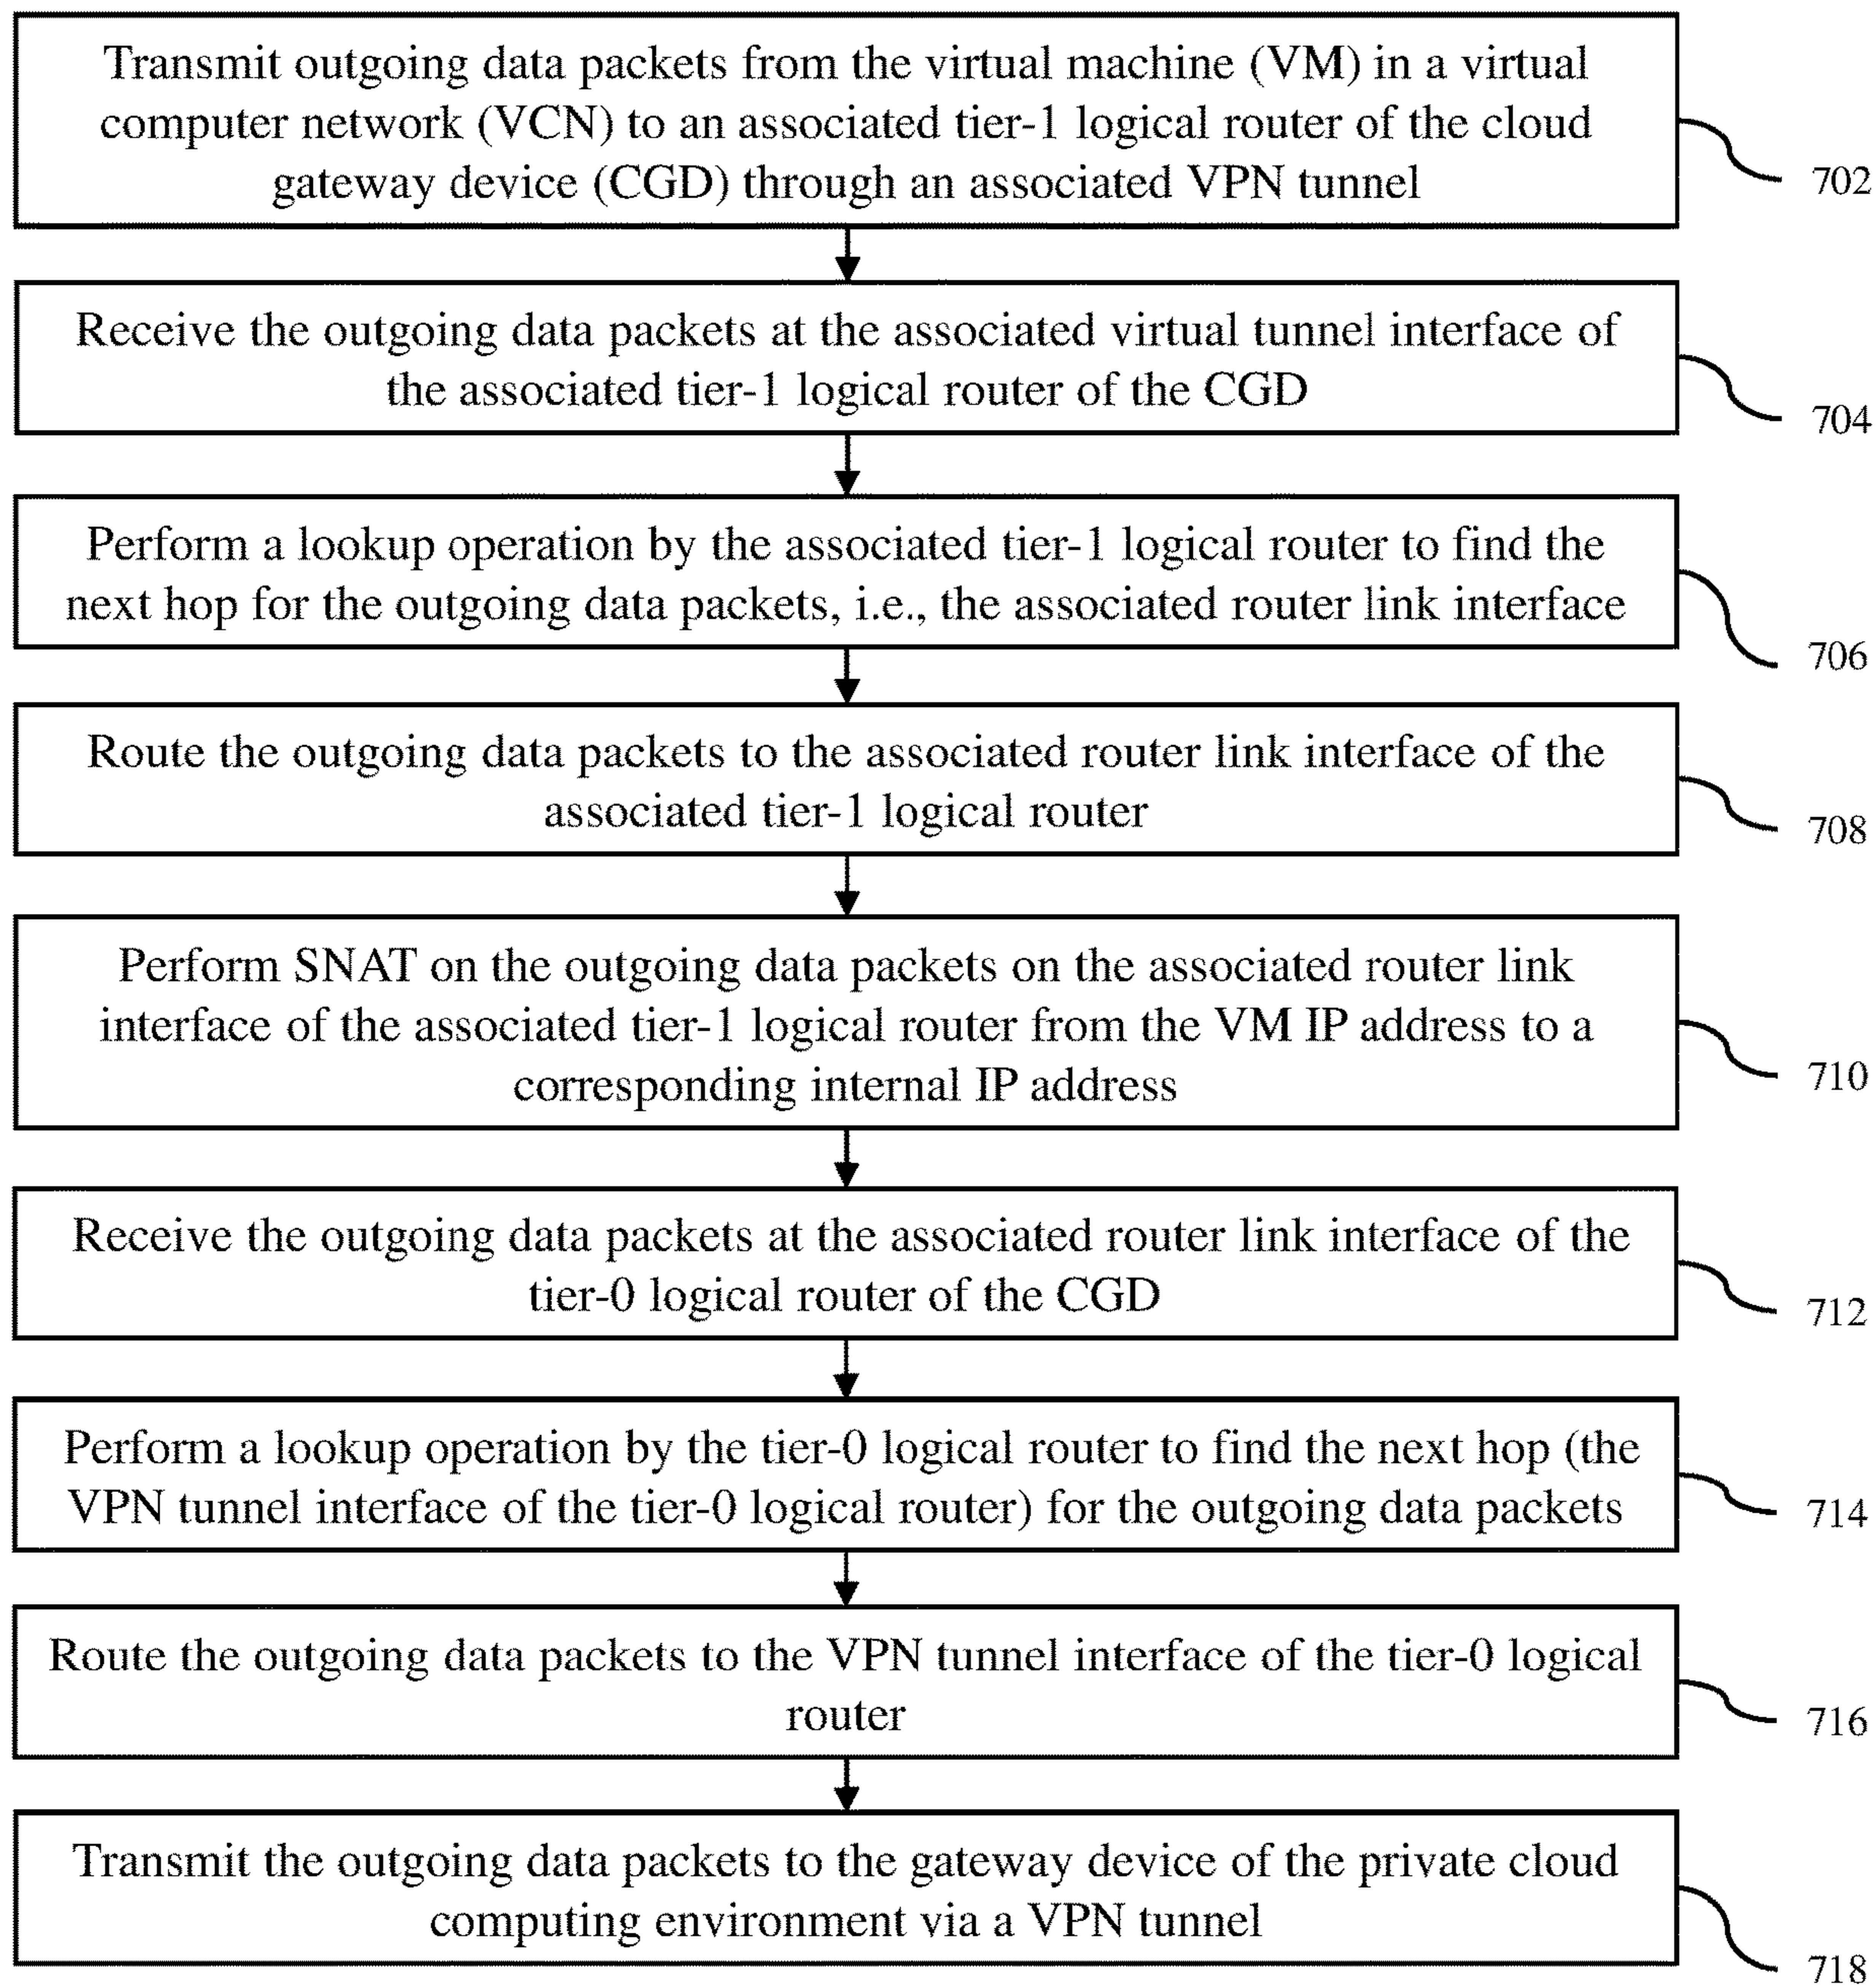 Transmit outgoing data packets from the virtual machine (VM) in a virtual
computer network (VCN) to an associated tier-1 logical router of the cloud
gateway device (CGD) through an associated VPN tunnel
702
Receive the outgoing data packets at the associated virtual tunnel interface of
the associated tier-1 logical router of the CGD
704
Perform a lookup operation by the associated tier-1 logical router to find the
next hop for the outgoing data packets, i.e., the associated router link interface
706
Route the outgoing data packets to the associated router link interface of the
associated tier-1 logical router
708
Perform SNAT on the outgoing data packets on the associated router link
interface of the associated tier-1 logical router from the VM IP address to a
corresponding internal IP address
710
Receive the outgoing data packets at the associated router link interface of the
tier-0 logical router of the CGD
712
Perform a lookup operation by the tier-0 logical router to find the next hop (the
VPN tunnel interface of the tier-0 logical router) for the outgoing data packets
714
Route the outgoing data packets to the VPN tunnel interface of the tier-0 logical
router
716
Transmit the outgoing data packets to the gateway device of the private cloud
computing environment via a VPN tunnel
718